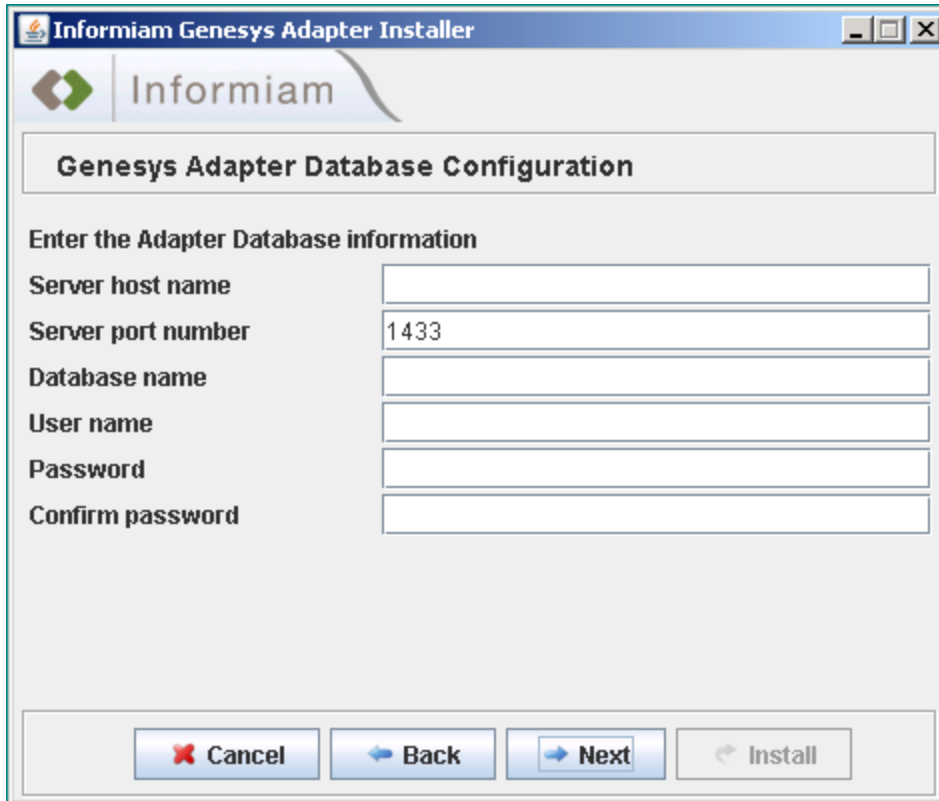 Informiam Genesys Adapter Installer
Informiam
Genesys Adapter Database Configuration
Enter the Adapter Database information
Server host name
Server port number 1433
Database name
User name
Password
Confirm password
Cancel Back Next Install